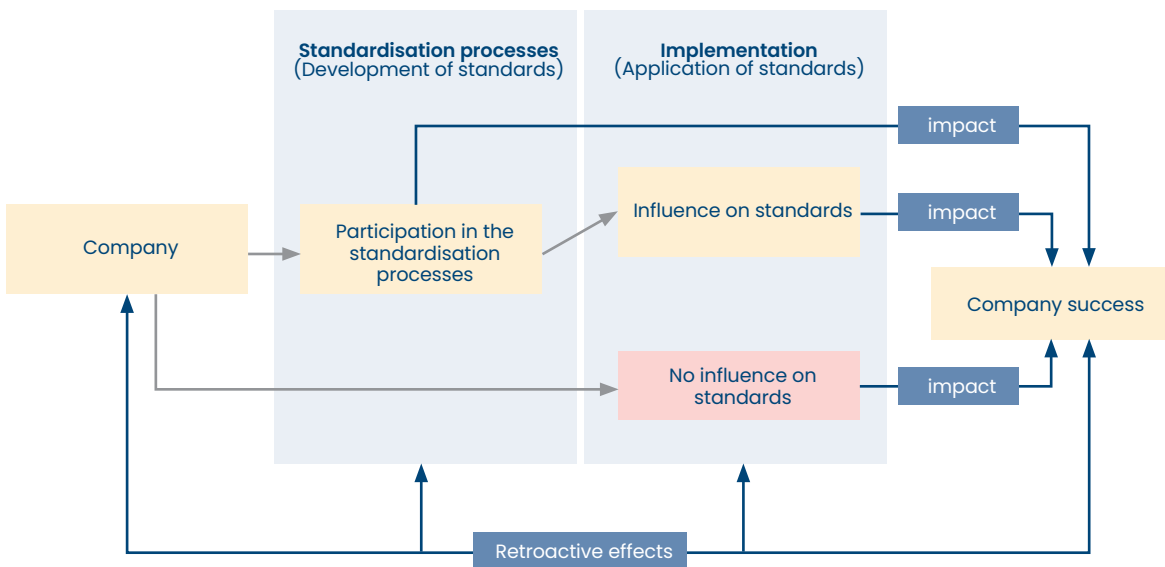 Standardisation processes
(Development of standards)
Implementation
(Application of standards)
impact
Company
Participation in the
standardisation
processes
Influence on standards
impact
Company success
No influence on
standards
impact
Retroactive effects